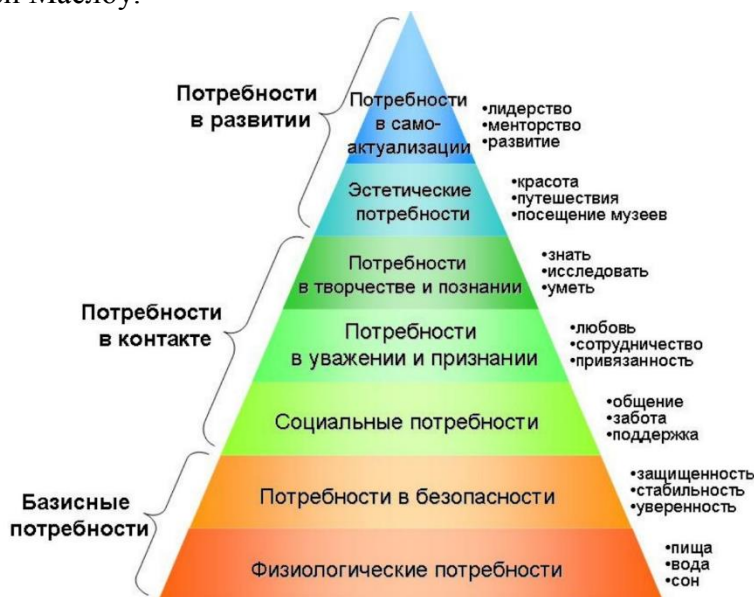 Маслоу.
Потребности
в развитии
Потребности
в само-
актуализации
•лидерство
•менторство
•развитие
Эстетические
потребности
•красота
•путешествия
•посещение музеев
Потребности
в контакте
Потребности
в творчестве и познании
•знать
•исследовать
•уметь
Потребности
в уважении и признании
•любовь
•сотрудничество
•привязанность
Социальные потребности
•общение
•забота
•поддержка
Базисные
потребности
Потребности в безопасности
•защищенность
•стабильность
•уверенность
Физиологические потребности
•пища
•вода
•сон